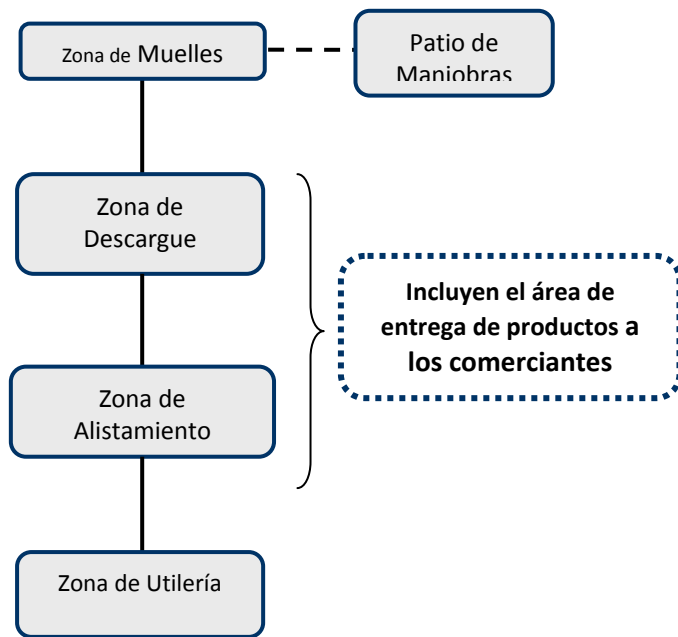 Zona de Muelles
Patio de
Maniobras
Zona de
Descargue
Incluyen el área de
entrega de productos a
los comerciantes
Zona de
Alistamiento
Zona de Utilería